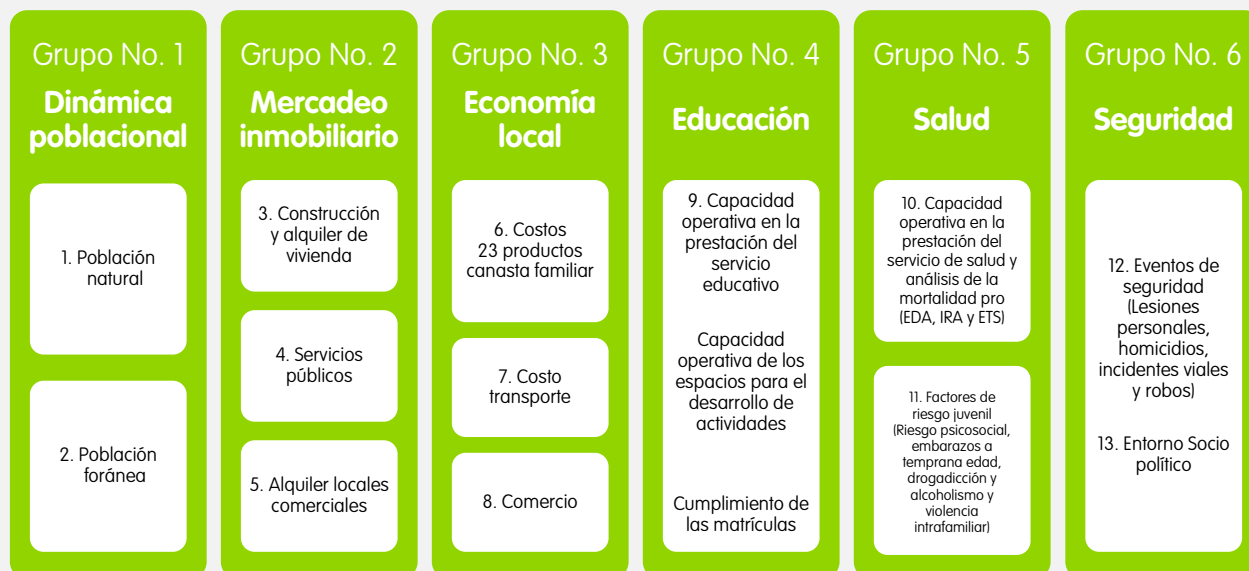 Grupo No. 1
Dinámica
poblacional
1. Población
natural
2. Población
foránea
Grupo No. 2
Mercadeo
inmobiliario
3. Construcción
y alquiler de
vivienda
4. Servicios
públicos
5. Alquiler locales
comerciales
Grupo No. 3
Economía
local
6. Costos
23 productos
canasta familiar
7. Costo
transporte
8. Comercio
Grupo No. 4
Educación
9. Capacidad
operativa en la
prestación del
servicio
educativo
Capacidad
operativa de los
espacios para el
desarrollo de
actividades
Cumplimiento de
las matrículas
Grupo No. 5
Salud
10. Capacidad
operativa en la
prestación del
servicio de salud y
análisis de la
mortalidad pro
(EDA, IRA y ETS)
11. Factores de
riesgo juvenil
(Riesgo psicosocial,
embarazos a
temprana edad,
drogadicción y
alcoholismo y
violencia
intrafamiliar)
Grupo No. 6
Seguridad
12. Eventos de
seguridad
(Lesiones
personales,
homicidios,
incidentes viales
y robos)
13. Entorno Socio
político